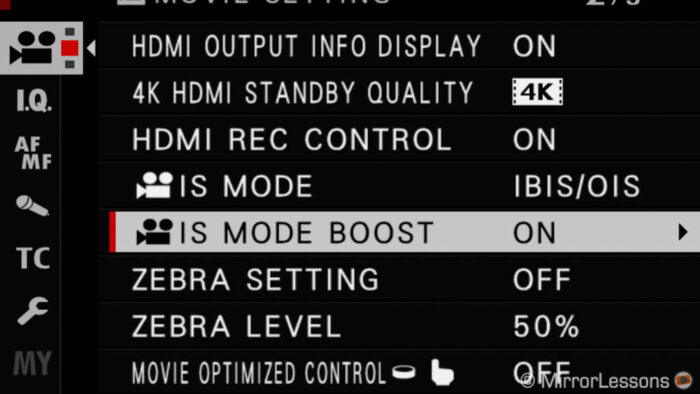 MOVIE SETTING
HDMI OUTPUT INFO DISPLAY ON
4K HDMI STANDBY QUALITY 4K
I.Q.
HDMI REC CONTROL ON
AF
MF
IS MODE IBIS/OIS
IS MODE BOOST ON
TC
ZEBRA SETTING OFF
ZEBRA LEVEL 50%
MY
MOVIE OPTIMIZED CONTROL OFF
© MirrorLessons